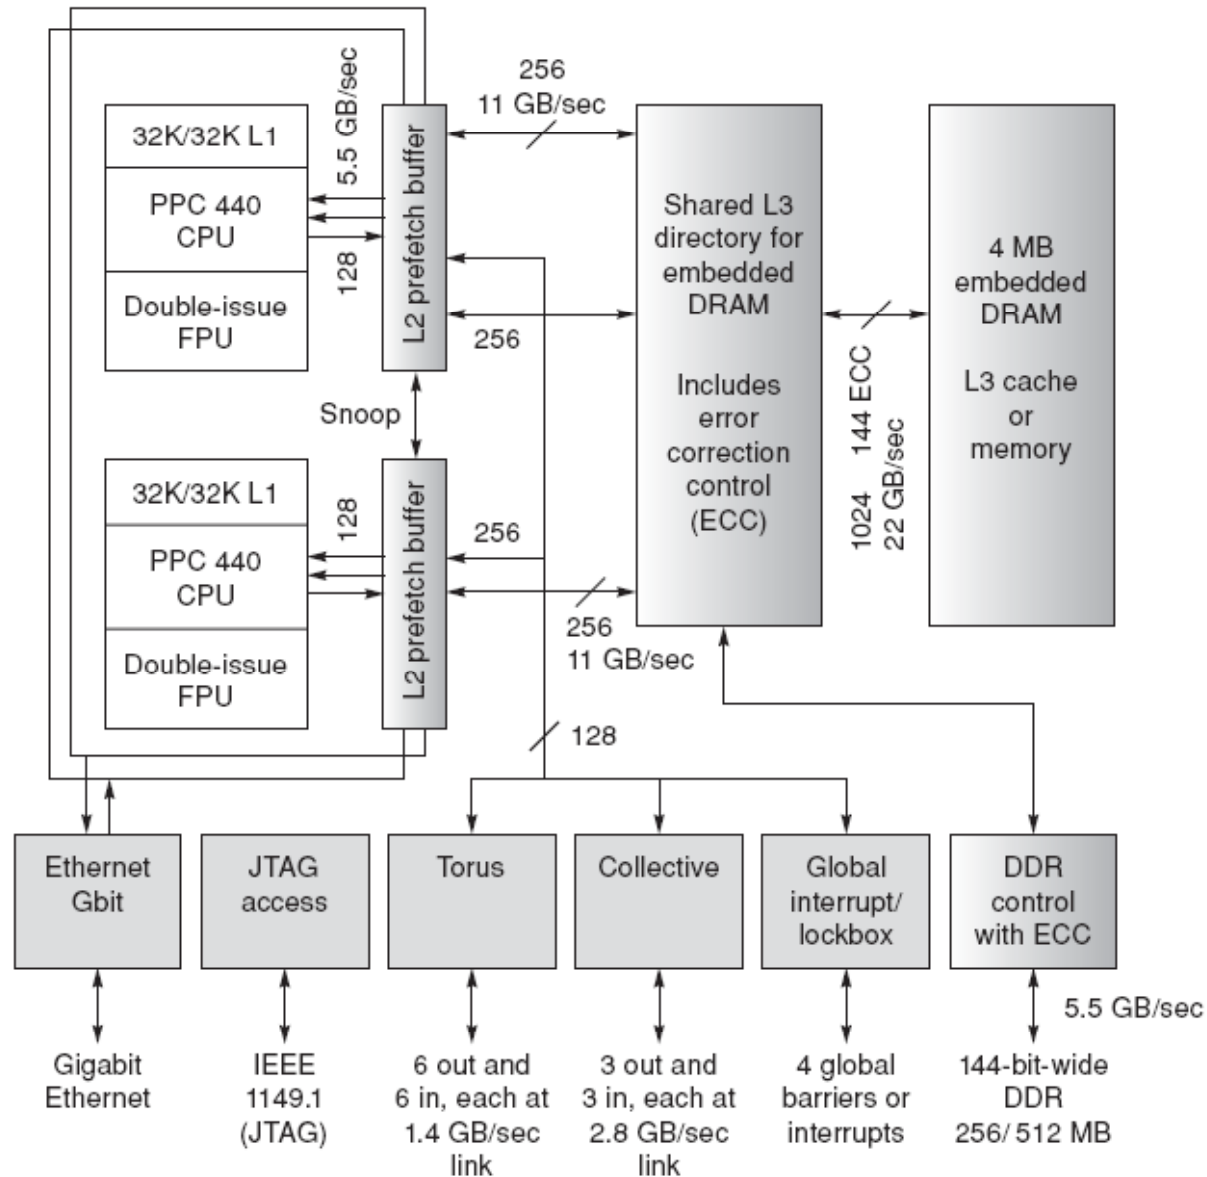 256
11 GB/sec
5.5 GB/sec
32K/32K L1
PPC 440
CPU
Double-issue
FPU
128
L2 prefetch buffer
256
Shared L3
directory for
embedded
DRAM
Includes
error
correction
control
(ECC)
4 MB
embedded
DRAM
L3 cache
or
memory
1024 144 ECC
22 GB/sec
Snoop
32K/32K L1
PPC 440
CPU
Double-issue
FPU
128
L2 prefetch buffer
256
256
11 GB/sec
128
Ethernet
Gbit
JTAG
access
Torus
Collective
Global
interrupt/
lockbox
DDR
control
with ECC
5.5 GB/sec
Gigabit
Ethernet
IEEE
1149.1
(JTAG)
6 out and
6 in, each at
1.4 GB/sec
link
3 out and
3 in, each at
2.8 GB/sec
link
4 global
barriers or
interrupts
144-bit-wide
DDR
256/512 MB